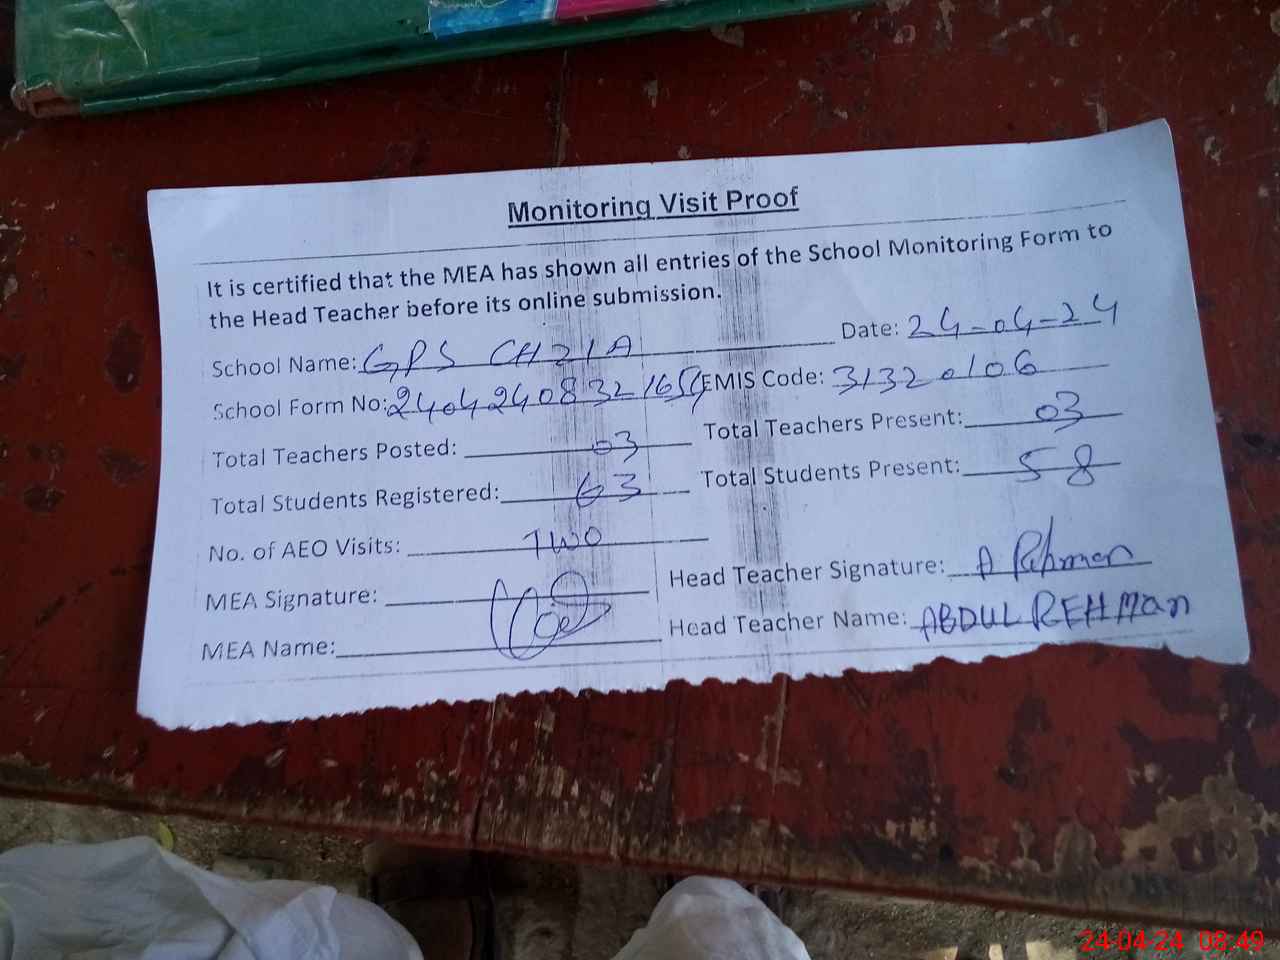 Monitoring Visit Proof
It is certified that the MEA has shown all entries of the School Monitoring Form to
the Head Teacher before its online submission.
School Name: GPS CH 21A Date: 24-04-24
School Form No: EMIS Code: 31320106
Total Teachers Posted: 03 Total Teachers Present: 03
Total Students Registered: 63 Total Students Present: 58
No. of AEO Visits: TWO
MEA Signature: Head Teacher Signature: A Rehman
MEA Name: Head Teacher Name: ABDUL REHMAN
24-04-24 08:49